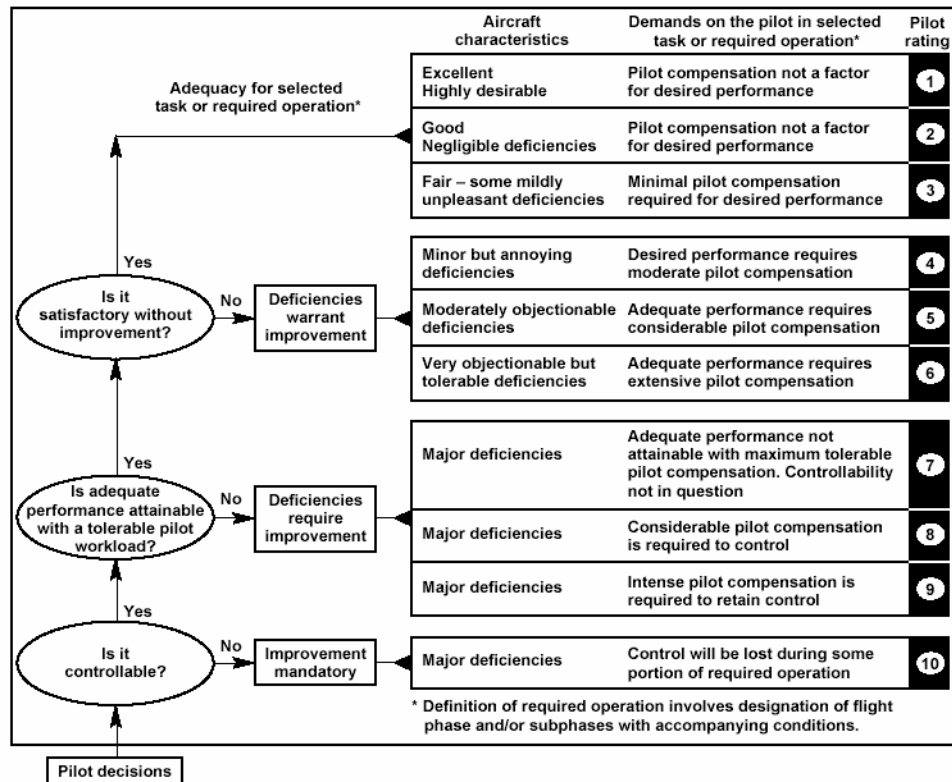 Aircraft
characteristics
Demands on the pilot in selected
task or required operation*
Pilot
rating
Adequacy for selected
task or required operation*
Excellent
Highly desirable
Pilot compensation not a factor
for desired performance
1
Good
Negligible deficiencies
Pilot compensation not a factor
for desired performance
2
Fair – some mildly
unpleasant deficiencies
Minimal pilot compensation
required for desired performance
3
Yes
Is it
satisfactory without
improvement?
No
Deficiencies
warrant
improvement
Minor but annoying
deficiencies
Desired performance requires
moderate pilot compensation
4
Moderately objectionable
deficiencies
Adequate performance requires
considerable pilot compensation
5
Very objectionable but
tolerable deficiencies
Adequate performance requires
extensive pilot compensation
6
Yes
Is adequate
performance attainable
with a tolerable pilot
workload?
No
Deficiencies
require
improvement
Major deficiencies
Adequate performance not
attainable with maximum tolerable
pilot compensation. Controllability
not in question
7
Major deficiencies
Considerable pilot compensation
is required to control
8
Major deficiencies
Intense pilot compensation is
required to retain control
9
Yes
Is it
controllable?
No
Improvement
mandatory
Major deficiencies
Control will be lost during some
portion of required operation
10
* Definition of required operation involves designation of flight
phase and/or subphases with accompanying conditions.
Pilot decisions